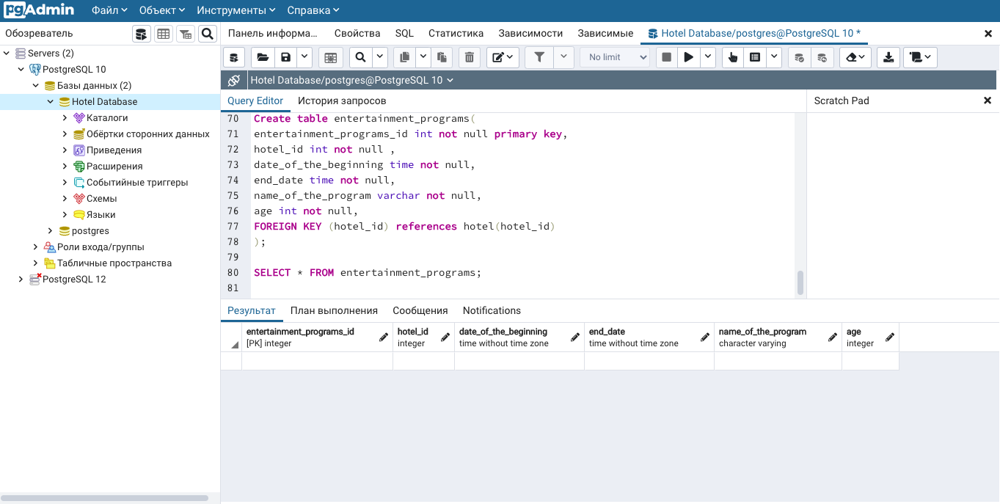 pgAdmin Файл Объект Инструменты Справка
Обозреватель
Панель информа... Свойства SQL Статистика Зависимости Зависимые Hotel Database/postgres@PostgreSQL 10 *
Servers (2)
PostgreSQL 10
Базы данных (2)
Hotel Database
Каталоги
Обёртки сторонних данных
Приведения
Расширения
Событийные триггеры
Схемы
Языки
postgres
Роли входа/группы
Табличные пространства
PostgreSQL 12
No limit
Hotel Database/postgres@PostgreSQL 10
Query Editor История запросов
Scratch Pad
70 Create table entertainment_programs(
71 entertainment_programs_id int not null primary key,
72 hotel_id int not null ,
73 date_of_the_beginning time not null,
74 end_date time not null,
75 name_of_the_program varchar not null,
76 age int not null,
77 FOREIGN KEY (hotel_id) references hotel(hotel_id)
78 );
79
80 SELECT * FROM entertainment_programs;
81
Результат План выполнения Сообщения Notifications
entertainment_programs_id hotel_id date_of_the_beginning end_date name_of_the_program age
[PK] integer integer time without time zone time without time zone character varying integer